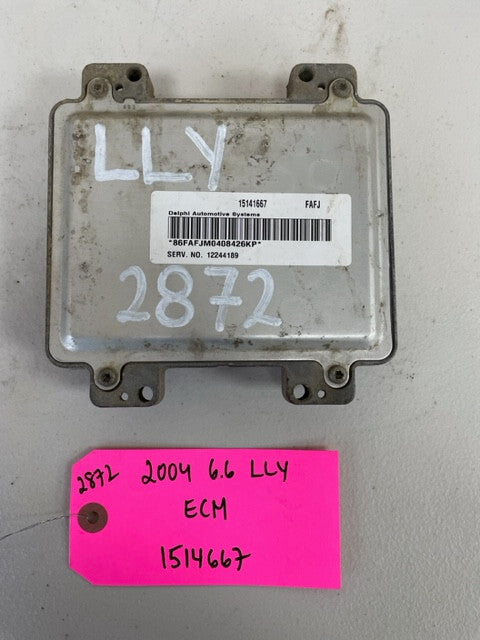 LLY
15141667 FAFJ
Delphi Automotive Systems
*86FAFJM0408426KP*
SERV. NO. 12244189
2872
2872 2004 6.6 LLY
ECM
1514667